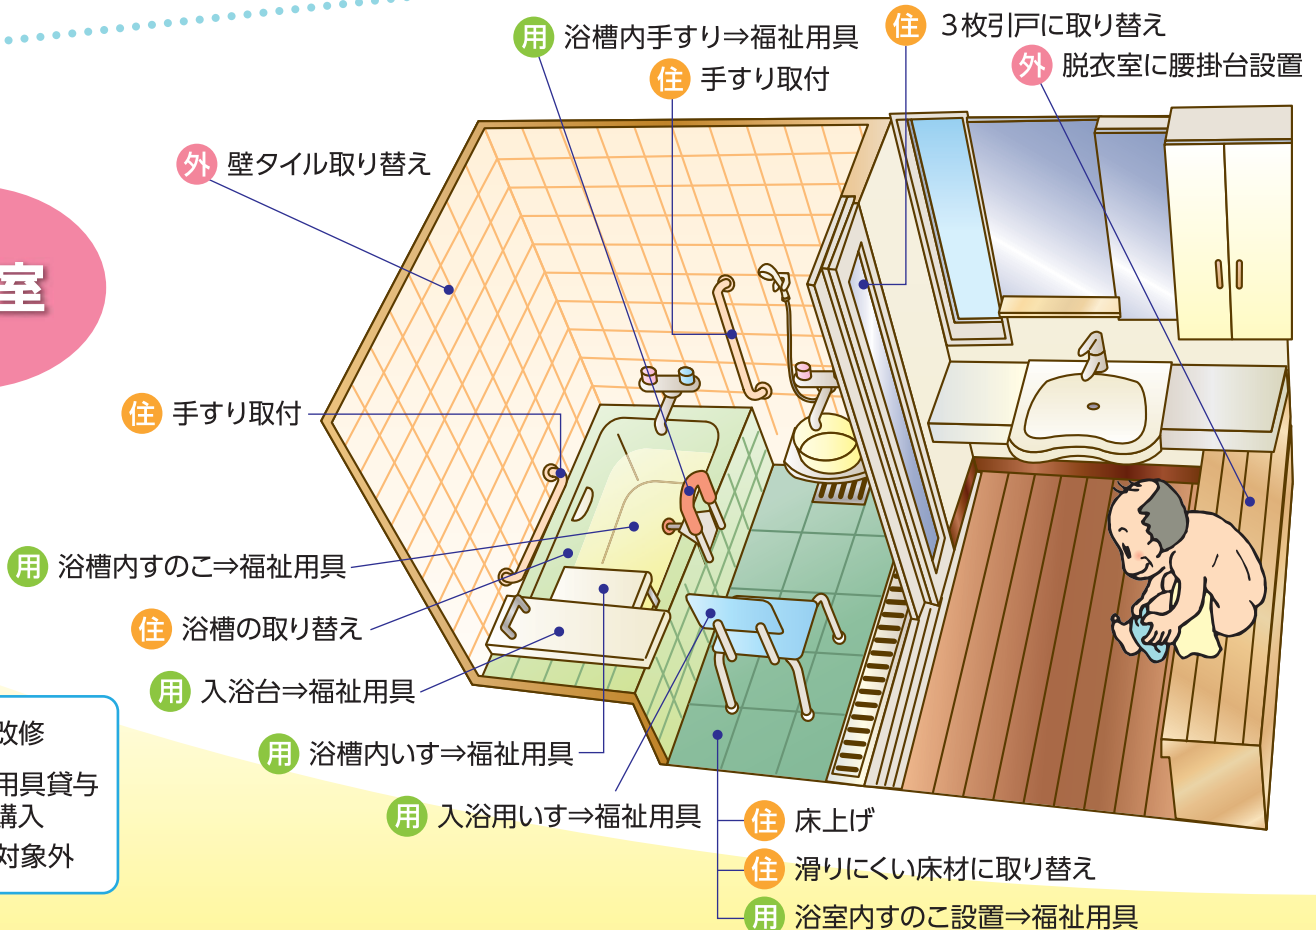 用 浴槽内手すり⇒福祉用具
住 3枚引戸に取り替え
住 手すり取付
外 脱衣室に腰掛台設置
外 壁タイル取り替え
室
住 手すり取付
用 浴槽内すのこ⇒福祉用具
住 浴槽の取り替え
用 入浴台⇒福祉用具
用 浴槽内いす⇒福祉用具
用 入浴用いす⇒福祉用具
住 床上げ
住 滑りにくい床材に取り替え
用 浴室内すのこ設置⇒福祉用具
改修
用具貸与
購入
対象外